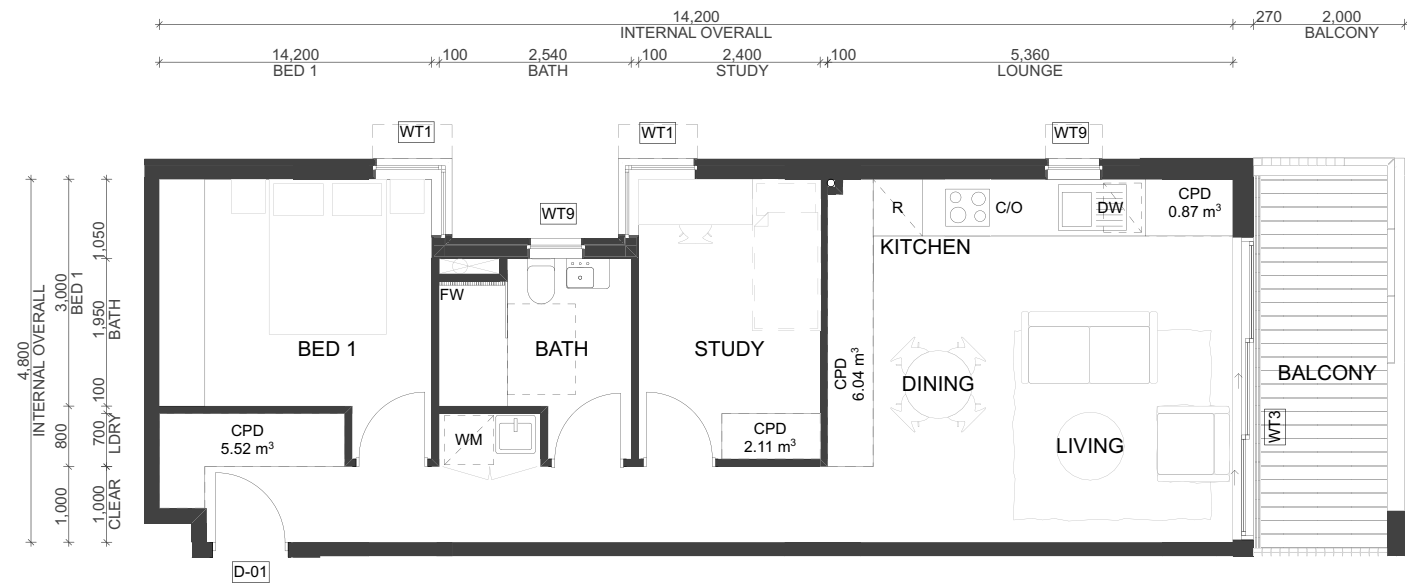 14,200
INTERNAL OVERALL
270
2,000
BALCONY
14,200
BED 1
100
2,540
BATH
100
2,400
STUDY
100
5,360
LOUNGE
WT1
WT1
WT9
WT9
R
C/O
DW
CPD
0.87 m³
KITCHEN
4,800
INTERNAL OVERALL
3,000
BED 1
1,050
1,950
BATH
100
800
700
LDRY
1,000
1,000
CLEAR
FW
BED 1
BATH
STUDY
CPD
6.04 m³
DINING
BALCONY
WT3
LIVING
CPD
5.52 m³
WM
CPD
2.11 m³
D-01